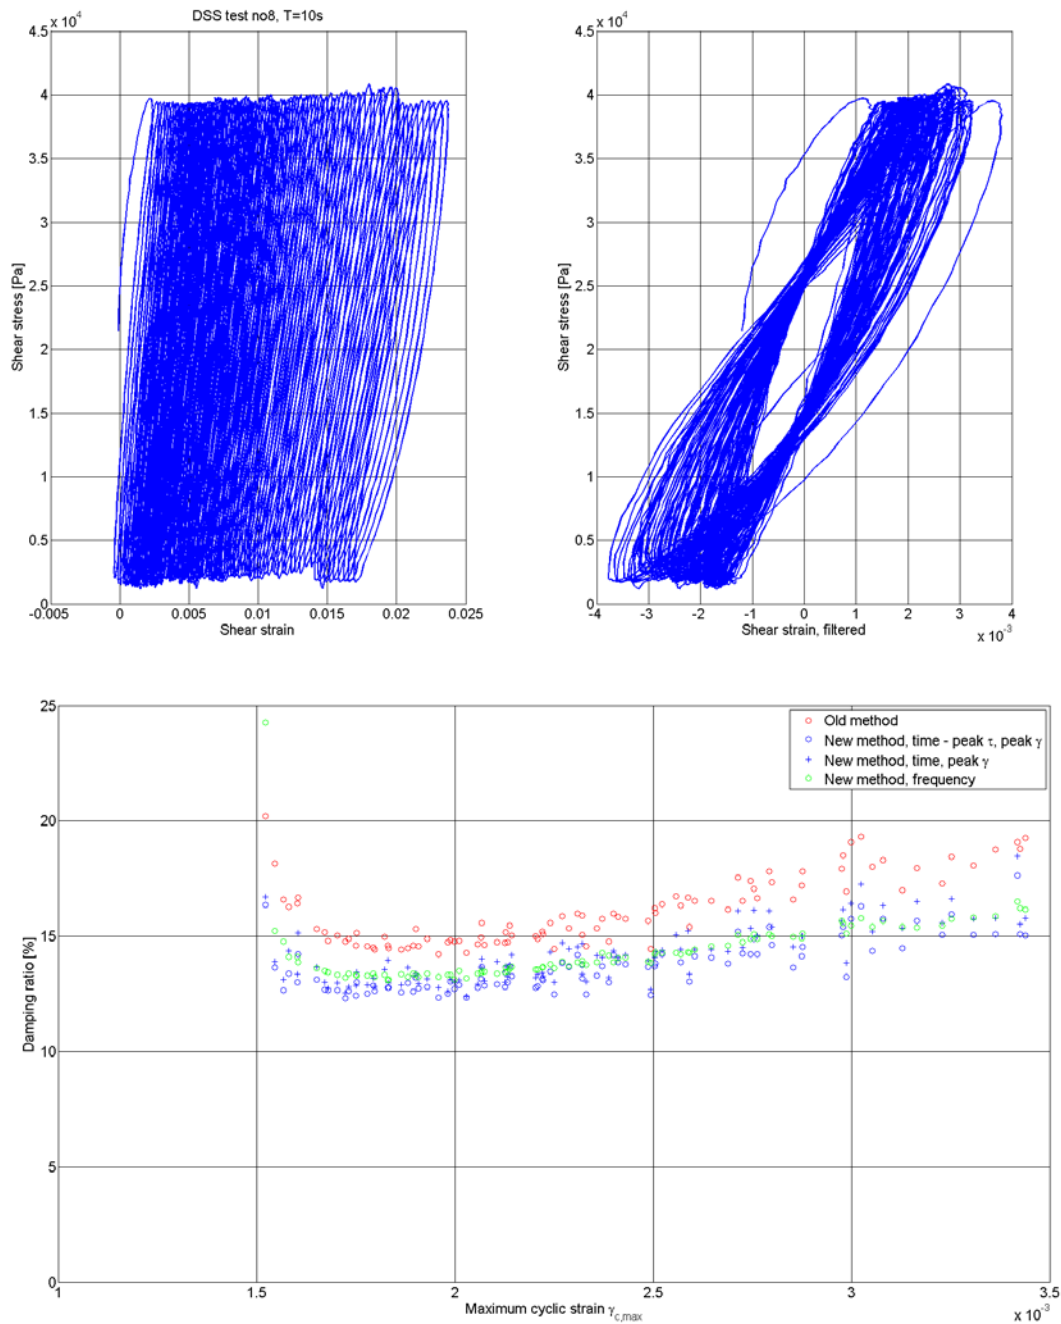 DSS test no8, T=10s
x 10^4
4.5
4
3.5
3
2.5
2
1.5
1
0.5
0
Shear stress [Pa]
-0.005 0 0.005 0.01 0.015 0.02 0.025
Shear strain
x 10^4
4.5
4
3.5
3
2.5
2
1.5
1
0.5
0
Shear stress [Pa]
-4 -3 -2 -1 0 1 2 3 4
Shear strain, filtered
x 10^-3
25
20
15
10
5
0
Damping ratio [%]
Old method
New method, time - peak τ, peak γ
New method, time, peak γ
New method, frequency
1 1.5 2 2.5 3 3.5
Maximum cyclic strain γc,max
x 10^-3